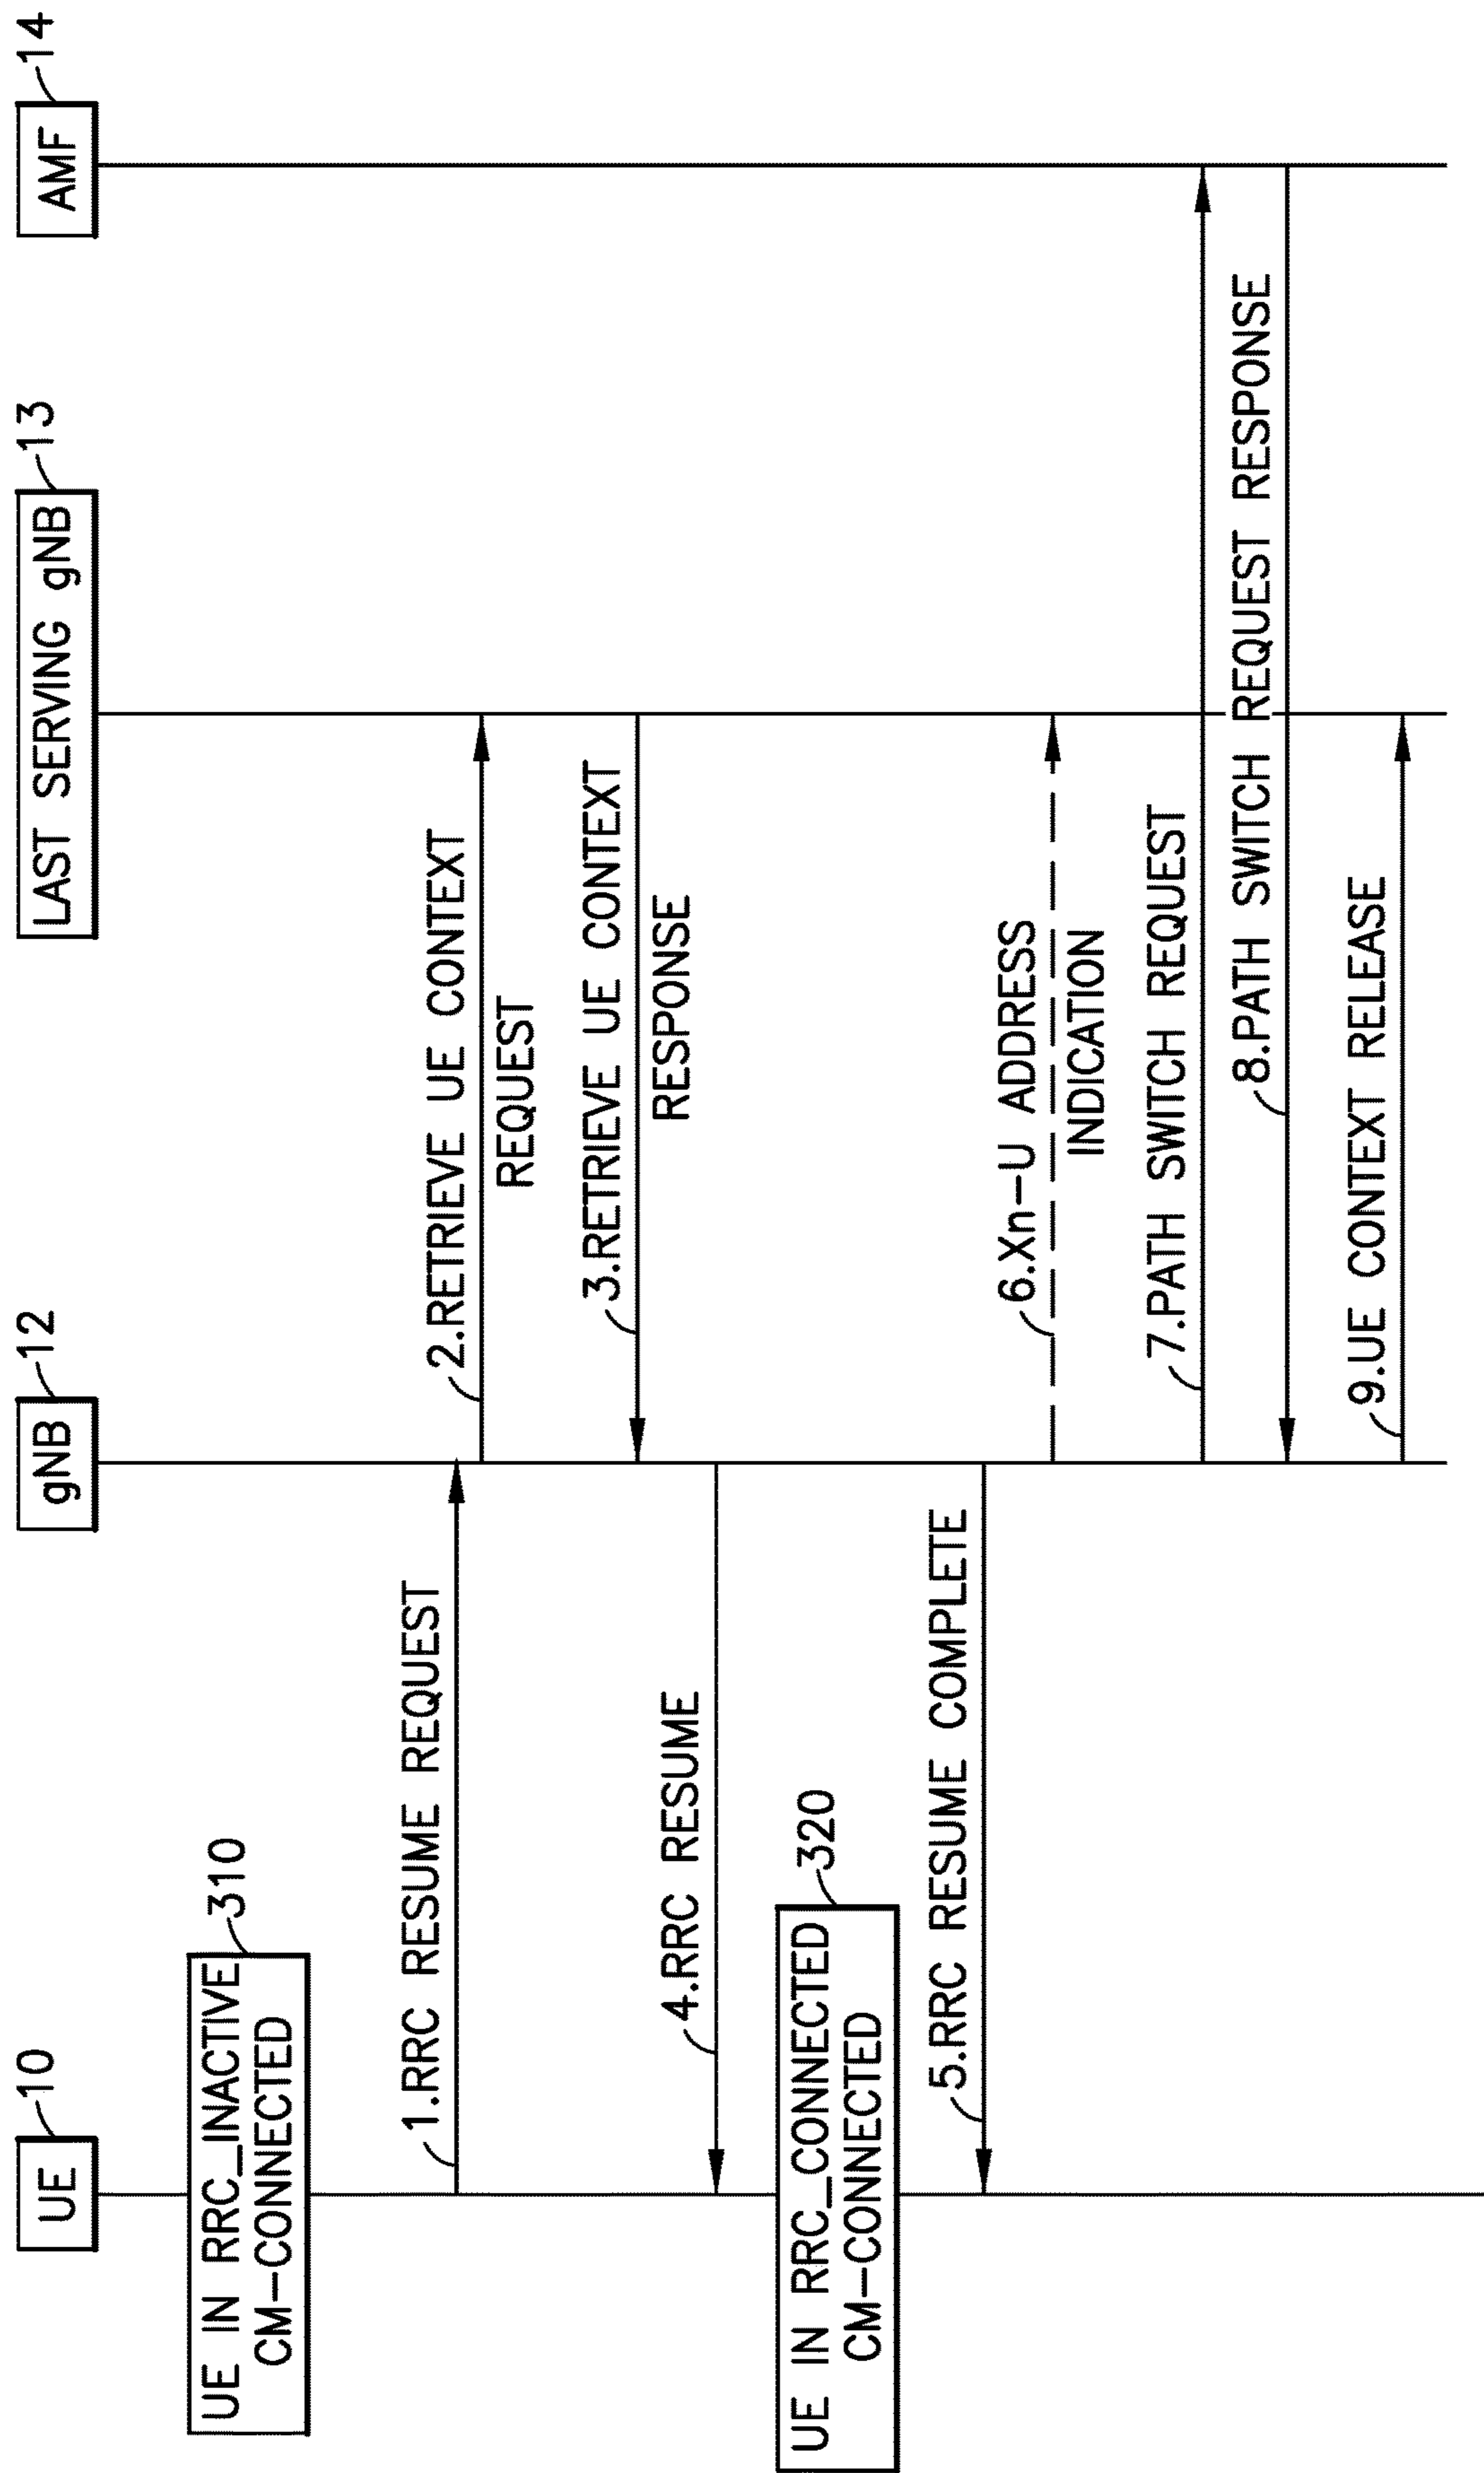 UE
10
gNB
12
LAST SERVING gNB
13
AMF
14
UE IN RRC_INACTIVE
CM-CONNECTED
310
1.RRC RESUME REQUEST
2.RETRIEVE UE CONTEXT
REQUEST
3.RETRIEVE UE CONTEXT
RESPONSE
4.RRC RESUME
UE IN RRC_CONNECTED
CM-CONNECTED
320
5.RRC RESUME COMPLETE
6.Xn-U ADDRESS
INDICATION
7.PATH SWITCH REQUEST
8.PATH SWITCH REQUEST RESPONSE
9.UE CONTEXT RELEASE